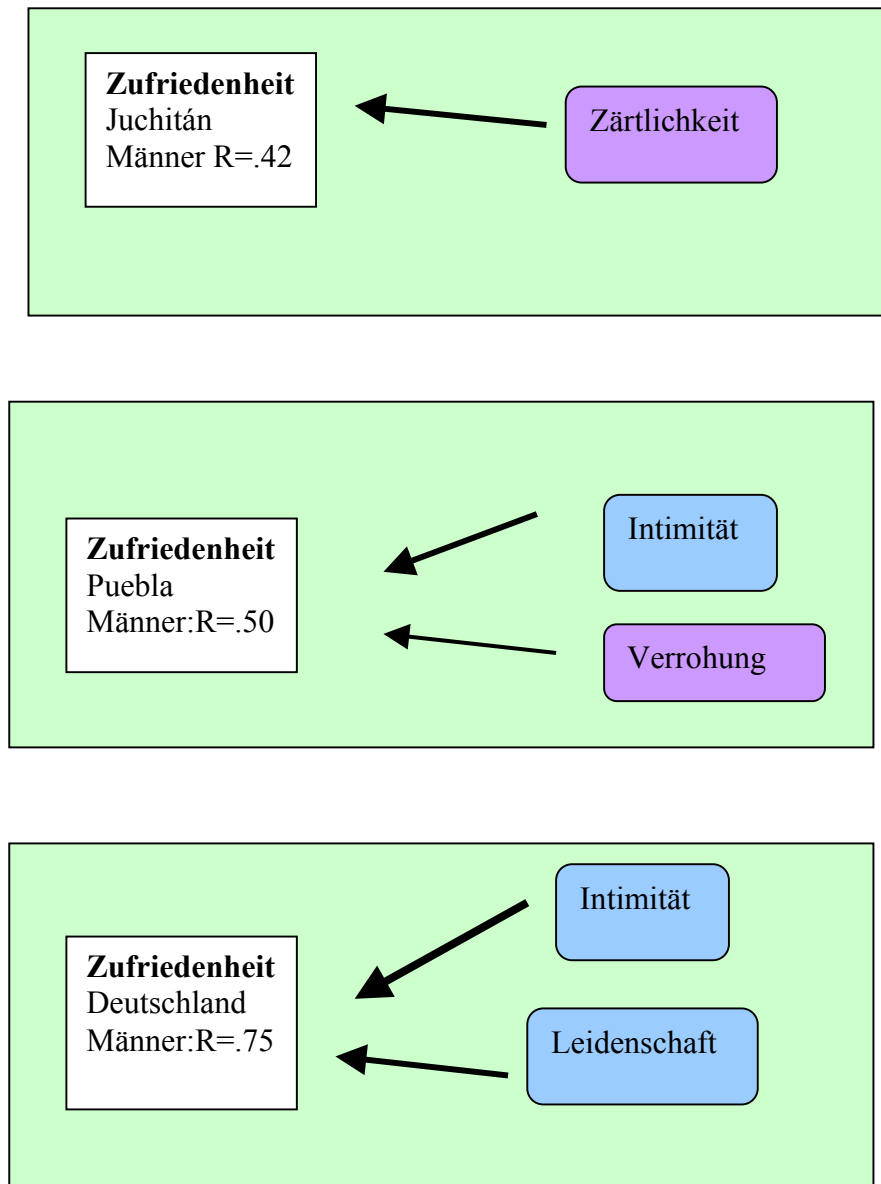 Zufriedenheit
Juchitán
Männer R=.42
Zärtlichkeit
Zufriedenheit
Puebla
Männer:R=.50
Intimität
Verrohung
Zufriedenheit
Deutschland
Männer:R=.75
Intimität
Leidenschaft